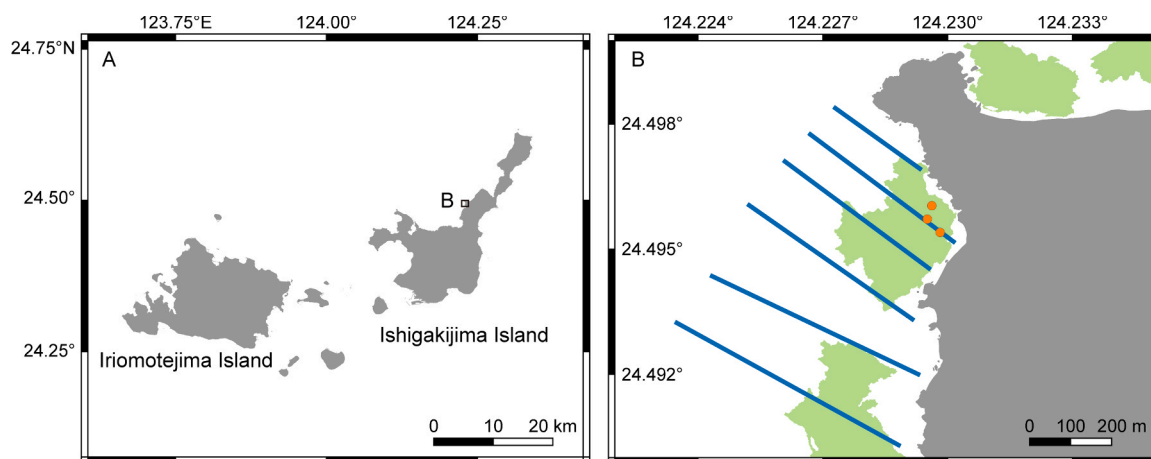 123.75°E 124.00° 124.25°
24.75°N
24.50°
24.25°
A
B
Iriomotejima Island
Ishigakijima Island
0 10 20 km
124.224° 124.227° 124.230° 124.233°
24.498°
24.495°
24.492°
B
0 100 200 m